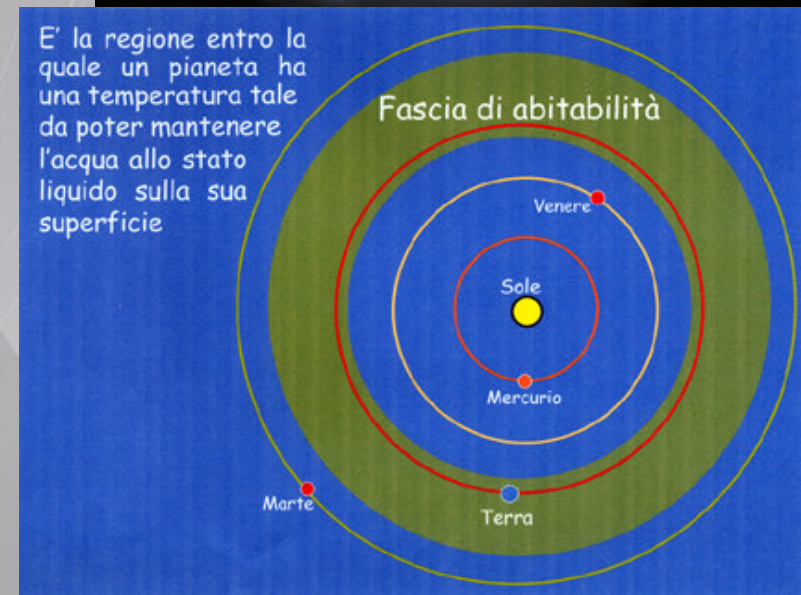 E' la regione entro la
quale un pianeta ha
una temperatura tale
da poter mantenere
l'acqua allo stato
liquido sulla sua
superficie
Fascia di abitabilità
Venere
Sole
Mercurio
Marte
Terra